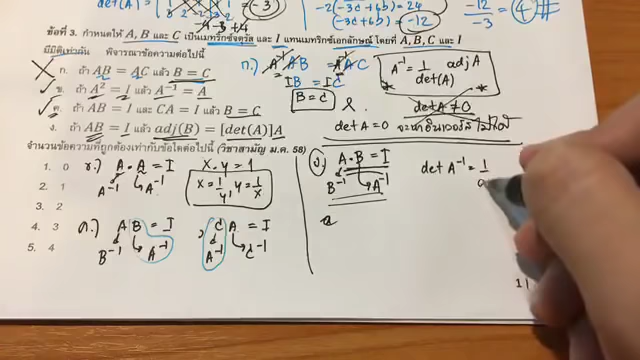 -2(-3c+6b) = 24
(-3c+6b) = -12
-12
-3
= 4 #
det(A) =
= -3
ข้อที่ 3. กำหนดให้ A, B และ C เป็นเมทริกซ์จัตุรัส และ I แทนเมทริกซ์เอกลักษณ์ โดยที่ A, B, C และ I
มีมิติเท่ากัน พิจารณาข้อความต่อไปนี้
ก. ถ้า AB = AC แล้ว B = C
ข. ถ้า A² = I แล้ว A⁻¹ = A
ค. ถ้า AB = I และ CA = I แล้ว B = C
ง. ถ้า AB = I แล้ว adj(B) = [det(A)]A
จำนวนข้อความที่ถูกต้องเท่ากับข้อใดต่อไปนี้ (วิชาสามัญ ม.ค. 58)
1. 0
2. 1
3. 2
4. 3
5. 4
ก.) A⁻¹AB = A⁻¹AC
IB = IC
B = C
A⁻¹ = 1/det(A) adj A
det A ≠ 0
det A = 0 จะหาอินเวอร์สไม่ได้
ข.) A · A = I
A⁻¹ A⁻¹
x · y = 1
x = 1/y, y = 1/x
ค.) AB = I
B⁻¹ A⁻¹
, CA = I
A⁻¹ C⁻¹
ง.) A · B = I
B⁻¹ A⁻¹
det A⁻¹ = 1
11